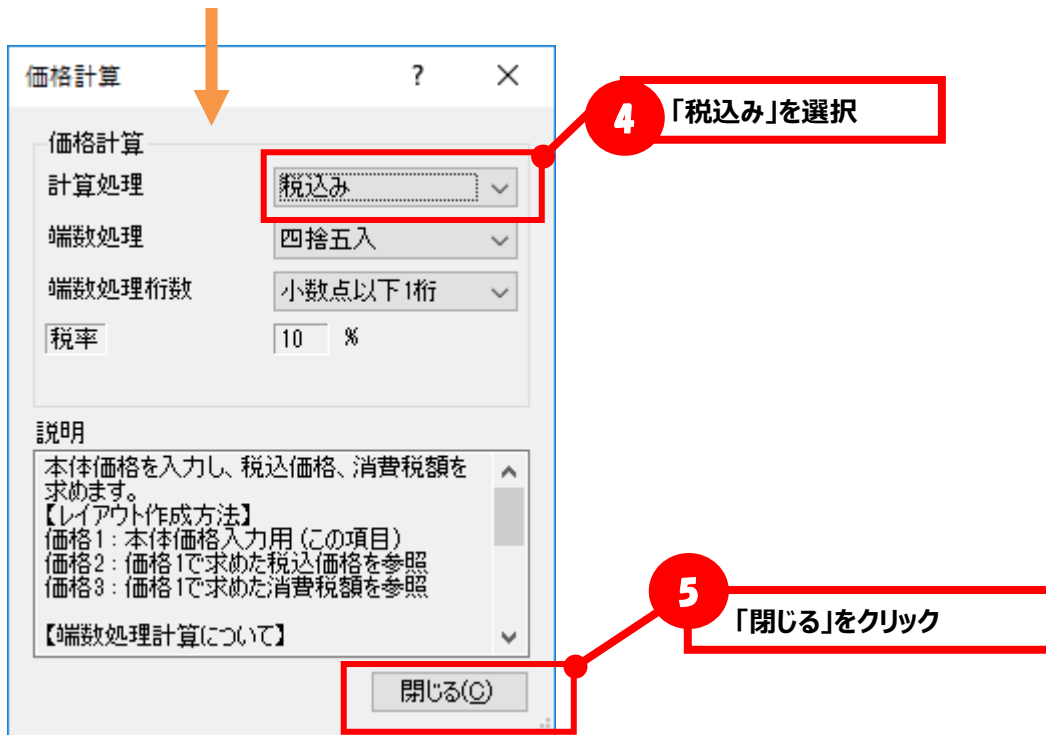 価格計算 ? ×
4 「税込み」を選択
価格計算
計算処理 税込み
端数処理 四捨五入
端数処理桁数 小数点以下1桁
税率 10 %
説明
本体価格を入力し、税込価格、消費税額を
求めます。
【レイアウト作成方法】
価格1：本体価格入力用（この項目）
価格2：価格1で求めた税込価格を参照
価格3：価格1で求めた消費税額を参照
【端数処理計算について】
5 「閉じる」をクリック
閉じる(C)